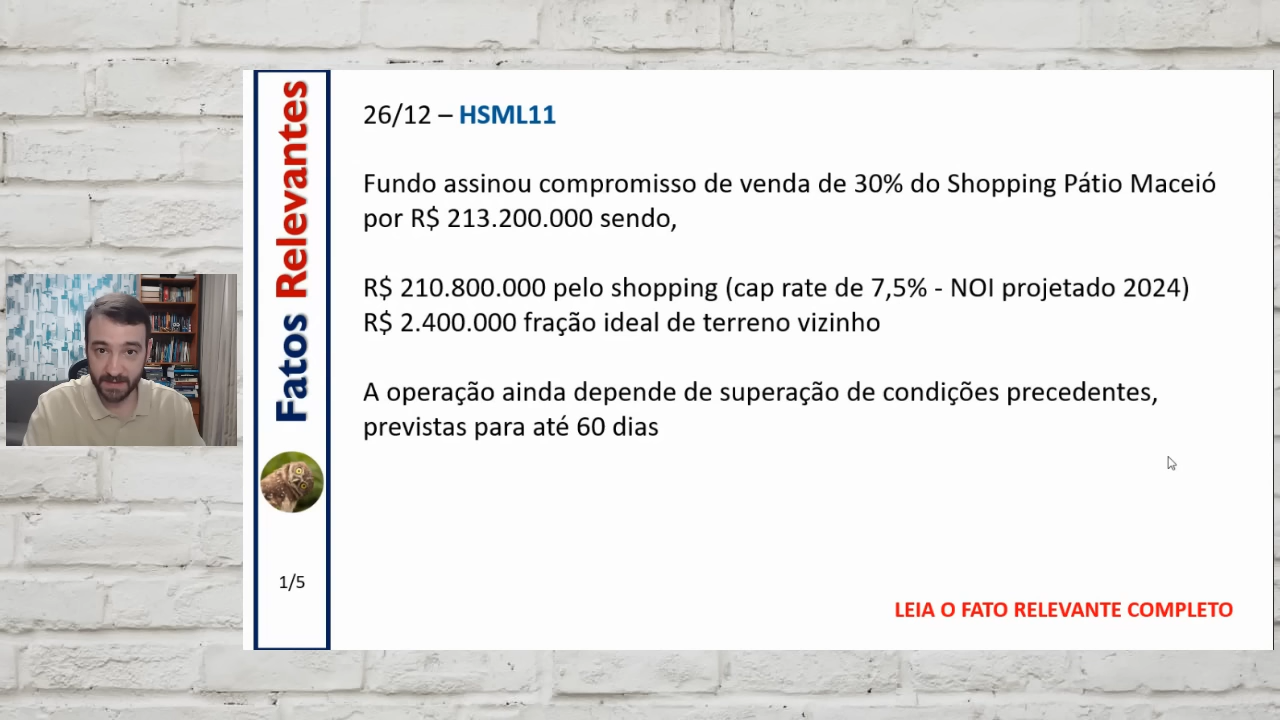 Fatos Relevantes
1/5
26/12 – HSML11
Fundo assinou compromisso de venda de 30% do Shopping Pátio Maceió
por R$ 213.200.000 sendo,
R$ 210.800.000 pelo shopping (cap rate de 7,5% - NOI projetado 2024)
R$ 2.400.000 fração ideal de terreno vizinho
A operação ainda depende de superação de condições precedentes,
previstas para até 60 dias
LEIA O FATO RELEVANTE COMPLETO